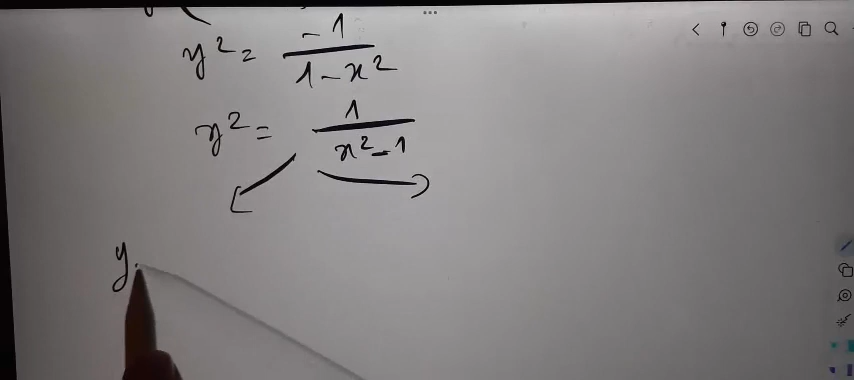 y² = -1/(1-x²)
y² = 1/(x²-1)
y